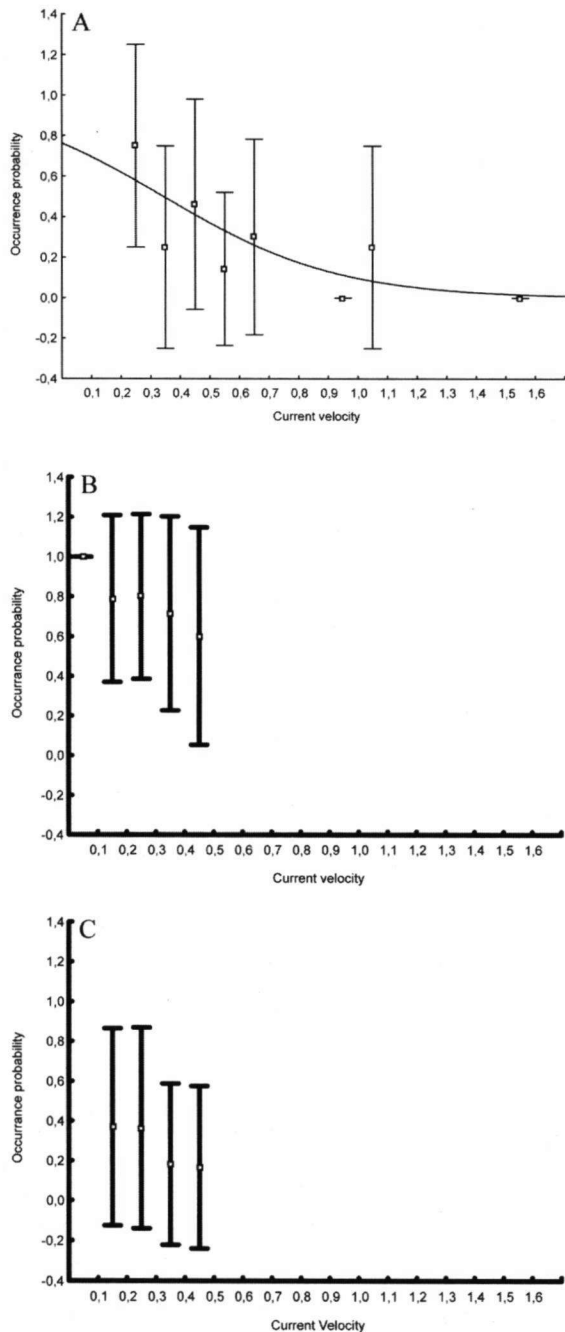 A
1,4
1,2
1,0
0,8
0,6
0,4
0,2
0,0
-0,2
-0,4
Occurrence probability
0,1 0,2 0,3 0,4 0,5 0,6 0,7 0,8 0,9 1,0 1,1 1,2 1,3 1,4 1,5 1,6
Current velocity
B
1,4
1,2
1,0
0,8
0,6
0,4
0,2
0,0
-0,2
-0,4
Occurrance probability
0,1 0,2 0,3 0,4 0,5 0,6 0,7 0,8 0,9 1,0 1,1 1,2 1,3 1,4 1,5 1,6
Current velocity
C
1,4
1,2
1,0
0,8
0,6
0,4
0,2
0,0
-0,2
-0,4
Occurrance probability
0,1 0,2 0,3 0,4 0,5 0,6 0,7 0,8 0,9 1,0 1,1 1,2 1,3 1,4 1,5 1,6
Current Velocity